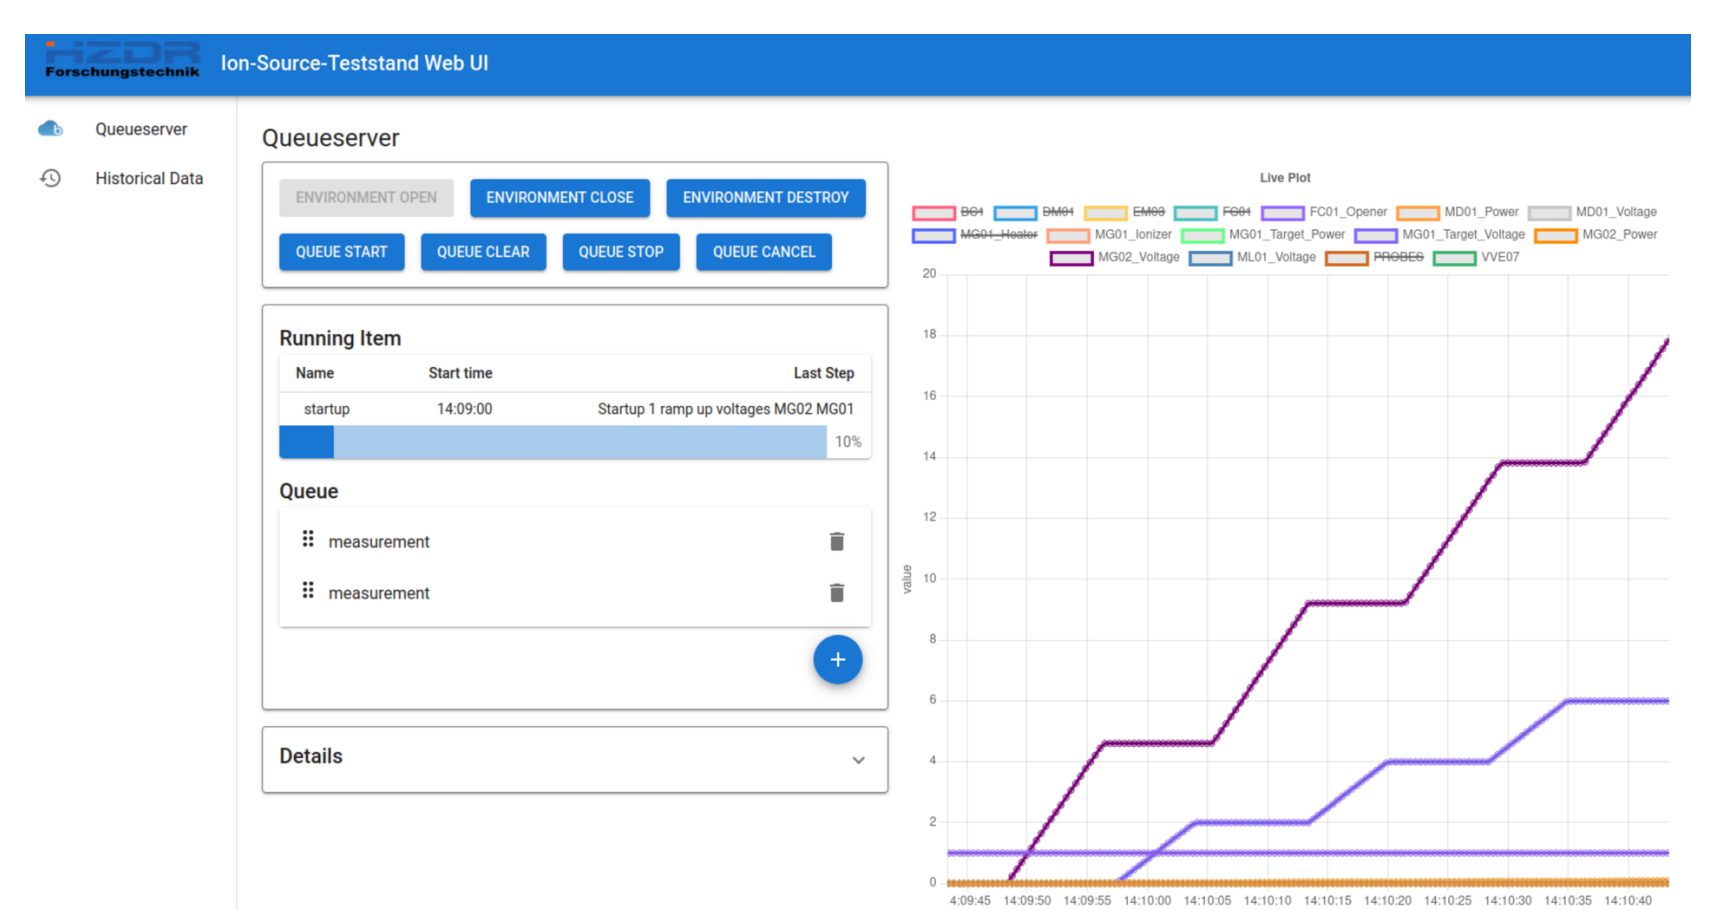 HZDR
Forschungstechnik
Ion-Source-Teststand Web UI
Queueserver
Historical Data
Queueserver
ENVIRONMENT OPEN
ENVIRONMENT CLOSE
ENVIRONMENT DESTROY
QUEUE START
QUEUE CLEAR
QUEUE STOP
QUEUE CANCEL
Running Item
Name Start time Last Step
startup 14:09:00 Startup 1 ramp up voltages MG02 MG01
10%
Queue
measurement
measurement
+
Details
Live Plot
BC1 DM01 EM03 FC01 FC01_Opener MD01_Power MD01_Voltage
MG01_Heater MG01_Ionizer MG01_Target_Power MG01_Target_Voltage MG02_Power
MG02_Voltage ML01_Voltage PROBES VVE07
20
18
16
14
12
10
8
6
4
2
0
value
4:09:45 14:09:50 14:09:55 14:10:00 14:10:05 14:10:10 14:10:15 14:10:20 14:10:25 14:10:30 14:10:35 14:10:40